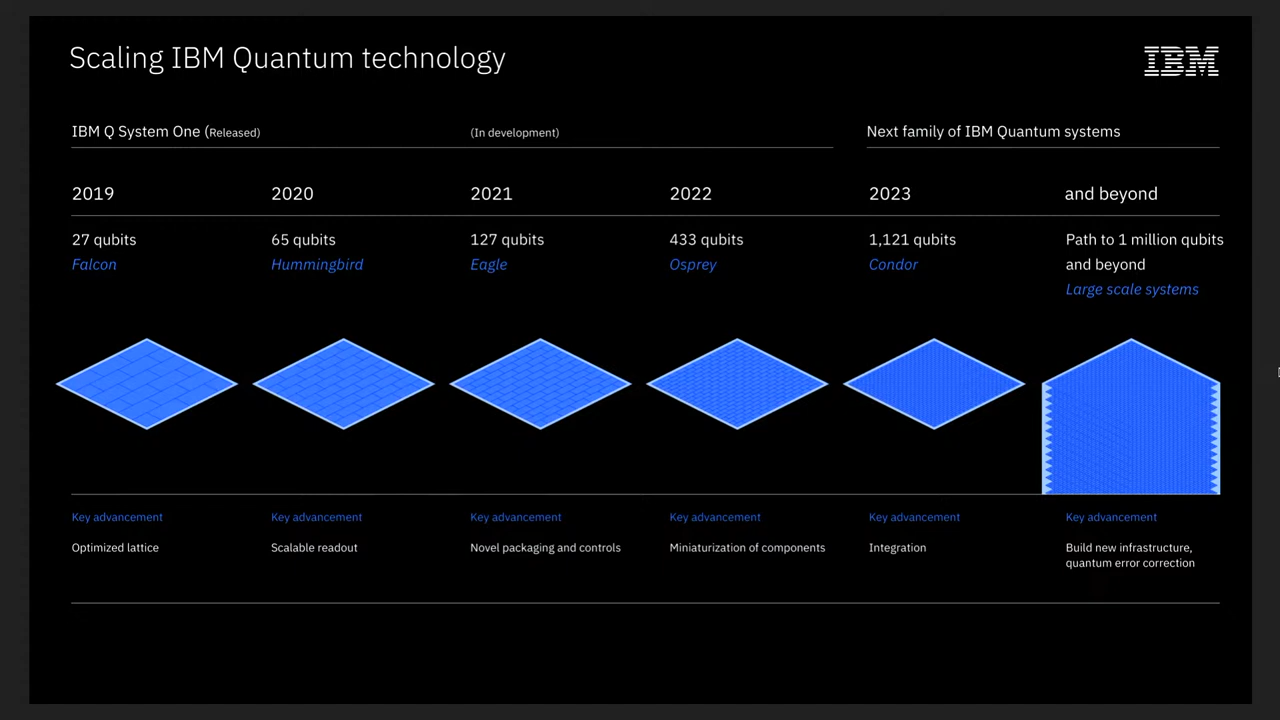 Scaling IBM Quantum technology
IBM
IBM Q System One (Released)
(In development)
Next family of IBM Quantum systems
2019
2020
2021
2022
2023
and beyond
27 qubits
Falcon
65 qubits
Hummingbird
127 qubits
Eagle
433 qubits
Osprey
1,121 qubits
Condor
Path to 1 million qubits
and beyond
Large scale systems
Key advancement
Optimized lattice
Key advancement
Scalable readout
Key advancement
Novel packaging and controls
Key advancement
Miniaturization of components
Key advancement
Integration
Key advancement
Build new infrastructure,
quantum error correction